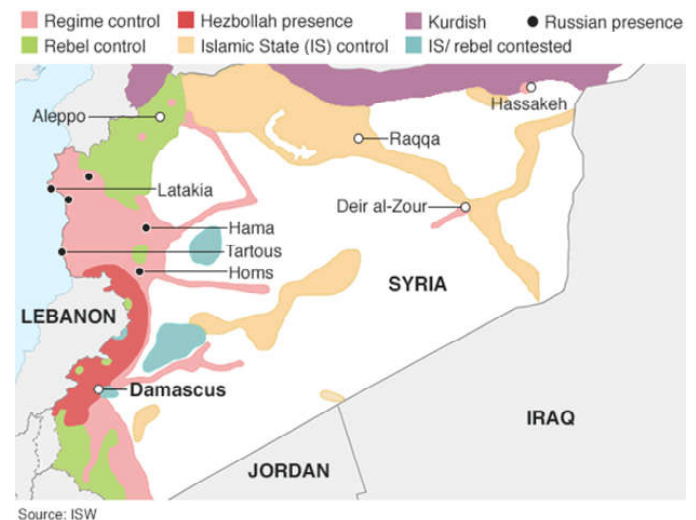 Regime control
Hezbollah presence
Kurdish
Russian presence
Rebel control
Islamic State (IS) control
IS/ rebel contested
Hassakeh
Aleppo
Raqqa
Latakia
Deir al-Zour
Hama
Tartous
Homs
SYRIA
LEBANON
Damascus
IRAQ
JORDAN
Source: ISW